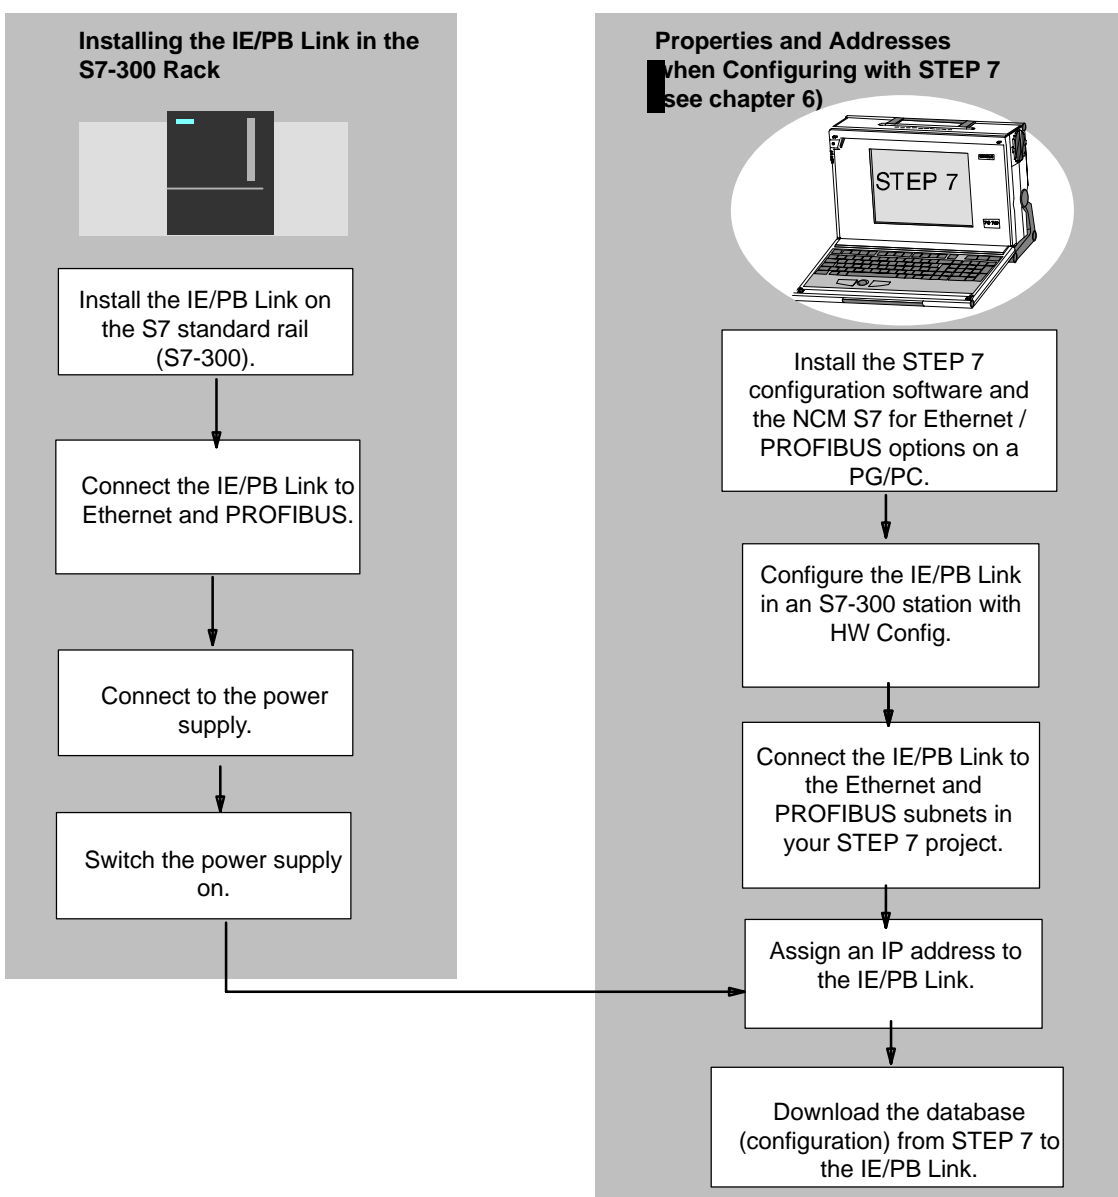 Installing the IE/PB Link in the
S7-300 Rack
Install the IE/PB Link on
the S7 standard rail
(S7-300).
Connect the IE/PB Link to
Ethernet and PROFIBUS.
Connect to the power
supply.
Switch the power supply
on.
Properties and Addresses
when Configuring with STEP 7
(see chapter 6)
STEP 7
Install the STEP 7
configuration software and
the NCM S7 for Ethernet /
PROFIBUS options on a
PG/PC.
Configure the IE/PB Link
in an S7-300 station with
HW Config.
Connect the IE/PB Link to
the Ethernet and
PROFIBUS subnets in
your STEP 7 project.
Assign an IP address to
the IE/PB Link.
Download the database
(configuration) from STEP 7 to
the IE/PB Link.